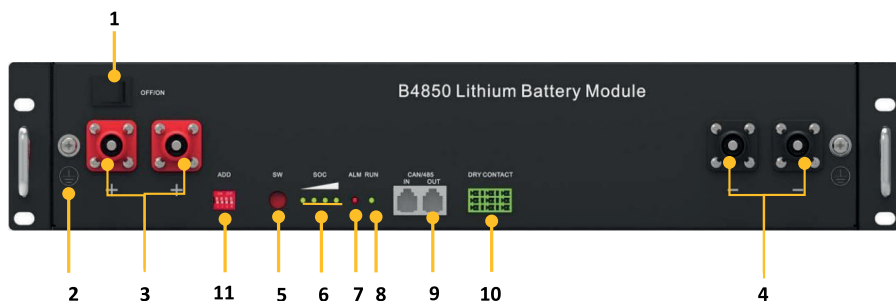 1
OFF/ON
B4850 Lithium Battery Module
ADD
SW
SOC
ALM RUN
CAN/485
IN OUT
DRY CONTACT
+ +
- -
2 3 11 5 6 7 8 9 10 4